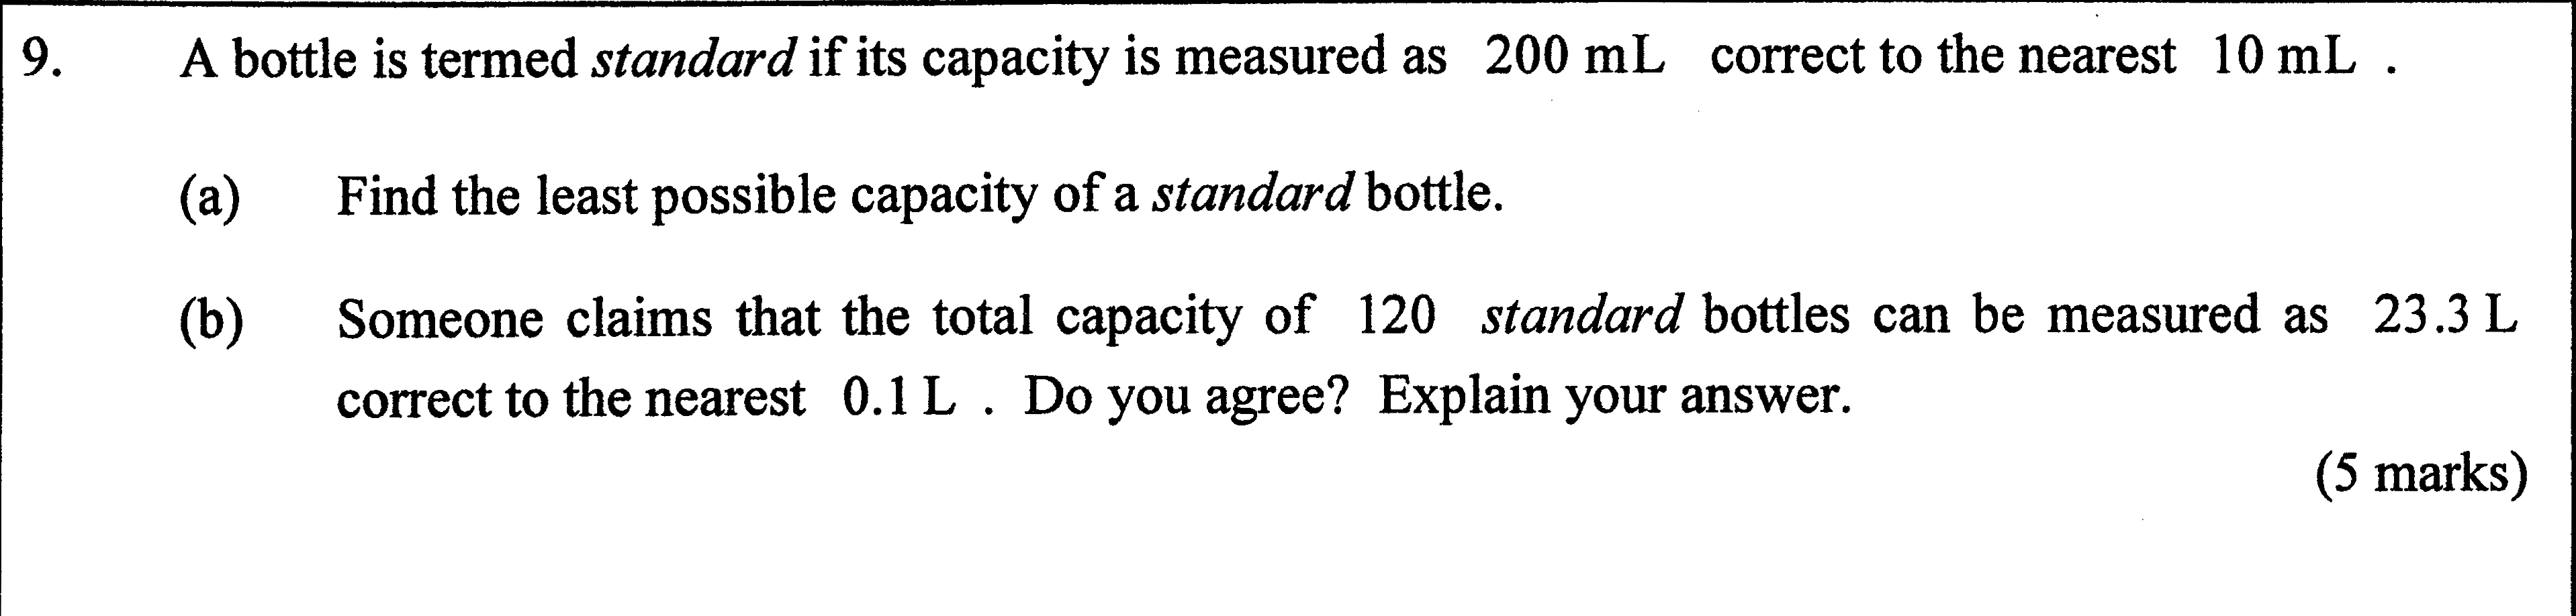 9. A bottle is termed standard if its capacity is measured as 200 mL correct to the nearest 10 mL .
(a) Find the least possible capacity of a standard bottle.
(b) Someone claims that the total capacity of 120 standard bottles can be measured as 23.3 L
correct to the nearest 0.1 L . Do you agree? Explain your answer.
(5 marks)